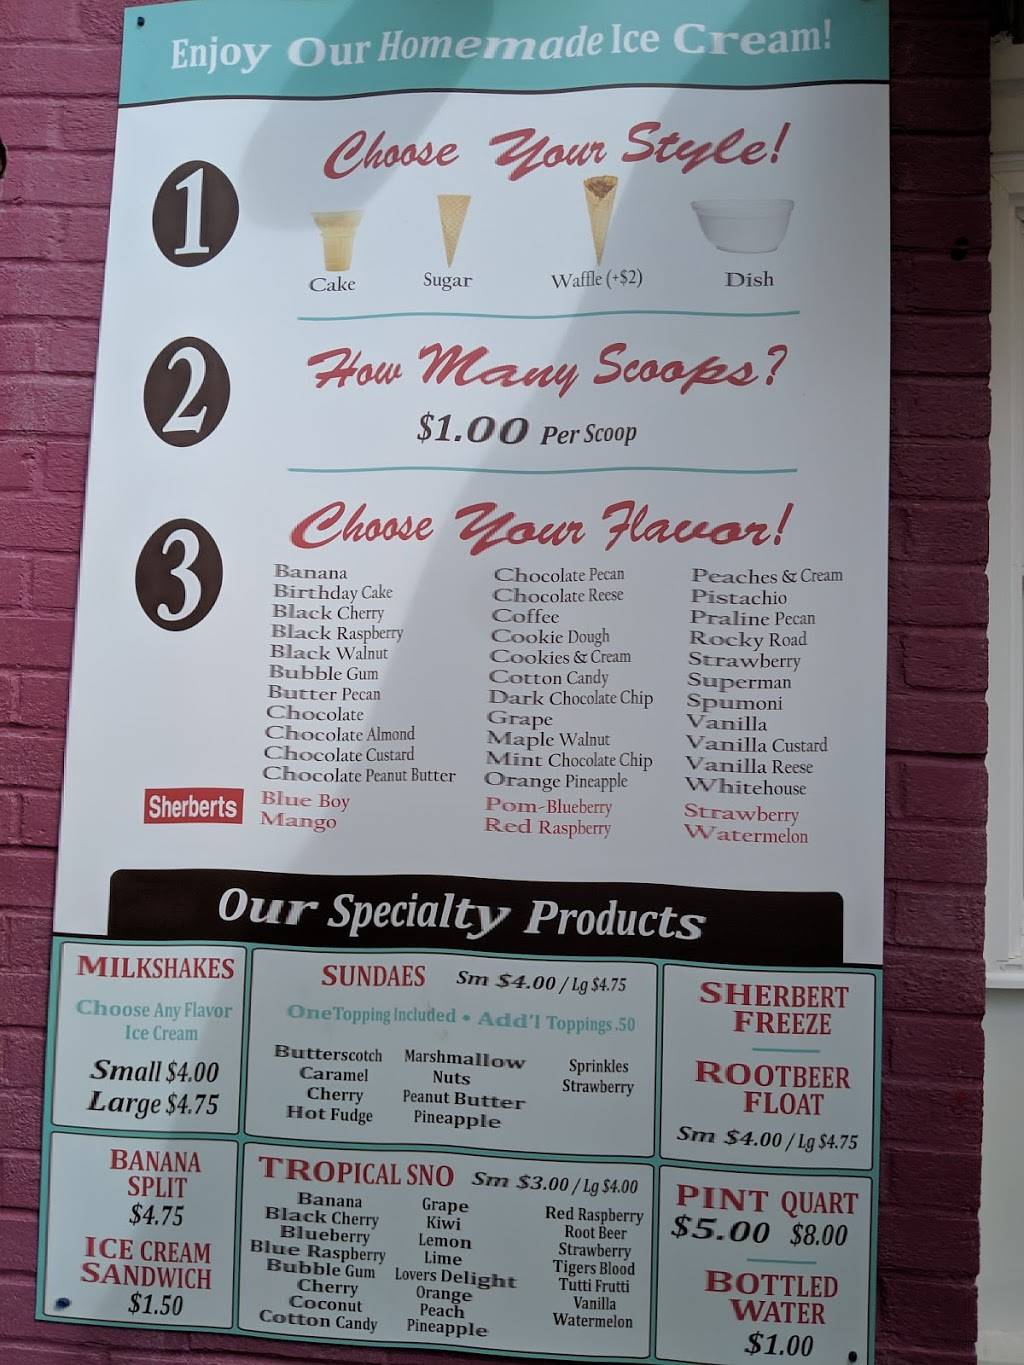 Enjoy Our Homemade Ice Cream!
1
Choose Your Style!
Cake
Sugar
Waffle (+$2)
Dish
2
How Many Scoops?
$1.00 Per Scoop
3
Choose Your Flavor!
Banana
Birthday Cake
Black Cherry
Black Raspberry
Black Walnut
Bubble Gum
Butter Pecan
Chocolate
Chocolate Almond
Chocolate Custard
Chocolate Peanut Butter
Chocolate Pecan
Chocolate Reese
Coffee
Cookie Dough
Cookies & Cream
Cotton Candy
Dark Chocolate Chip
Grape
Maple Walnut
Mint Chocolate Chip
Orange Pineapple
Peaches & Cream
Pistachio
Praline Pecan
Rocky Road
Strawberry
Superman
Spumoni
Vanilla
Vanilla Custard
Vanilla Reese
Whitehouse
Sherberts
Blue Boy
Mango
Pom-Blueberry
Red Raspberry
Strawberry
Watermelon
Our Specialty Products
MILKSHAKES
Choose Any Flavor
Ice Cream
Small $4.00
Large $4.75
SUNDAES Sm $4.00 / Lg $4.75
One Topping Included • Add'l Toppings .50
Butterscotch
Caramel
Cherry
Hot Fudge
Marshmallow
Nuts
Peanut Butter
Pineapple
Sprinkles
Strawberry
SHERBERT
FREEZE
ROOTBEER
FLOAT
Sm $4.00 / Lg $4.75
BANANA
SPLIT
$4.75
ICE CREAM
SANDWICH
$1.50
TROPICAL SNO Sm $3.00 / Lg $4.00
Banana
Black Cherry
Blueberry
Blue Raspberry
Bubble Gum
Cherry
Coconut
Cotton Candy
Grape
Kiwi
Lemon
Lime
Lovers Delight
Orange
Peach
Pineapple
Red Raspberry
Root Beer
Strawberry
Tigers Blood
Tutti Frutti
Vanilla
Watermelon
PINT QUART
$5.00 $8.00
BOTTLED
WATER
$1.00